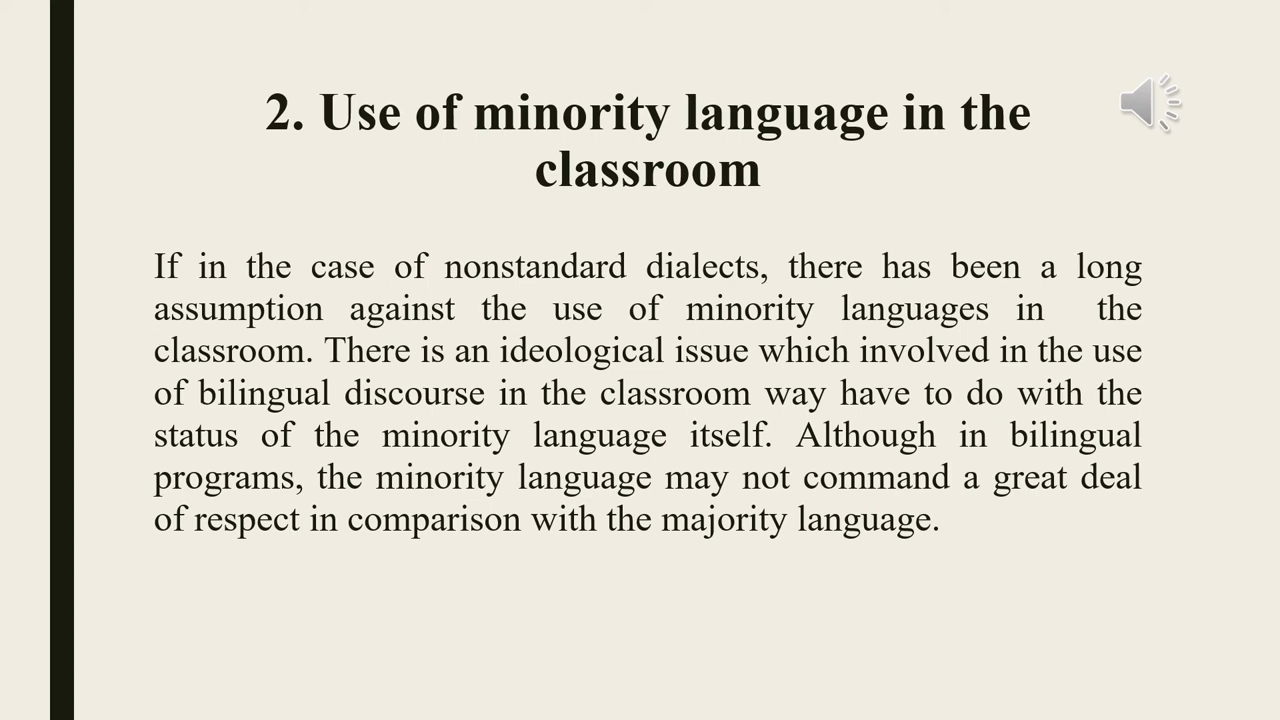 2. Use of minority language in the
classroom
If in the case of nonstandard dialects, there has been a long
assumption against the use of minority languages in the
classroom. There is an ideological issue which involved in the use
of bilingual discourse in the classroom way have to do with the
status of the minority language itself. Although in bilingual
programs, the minority language may not command a great deal
of respect in comparison with the majority language.